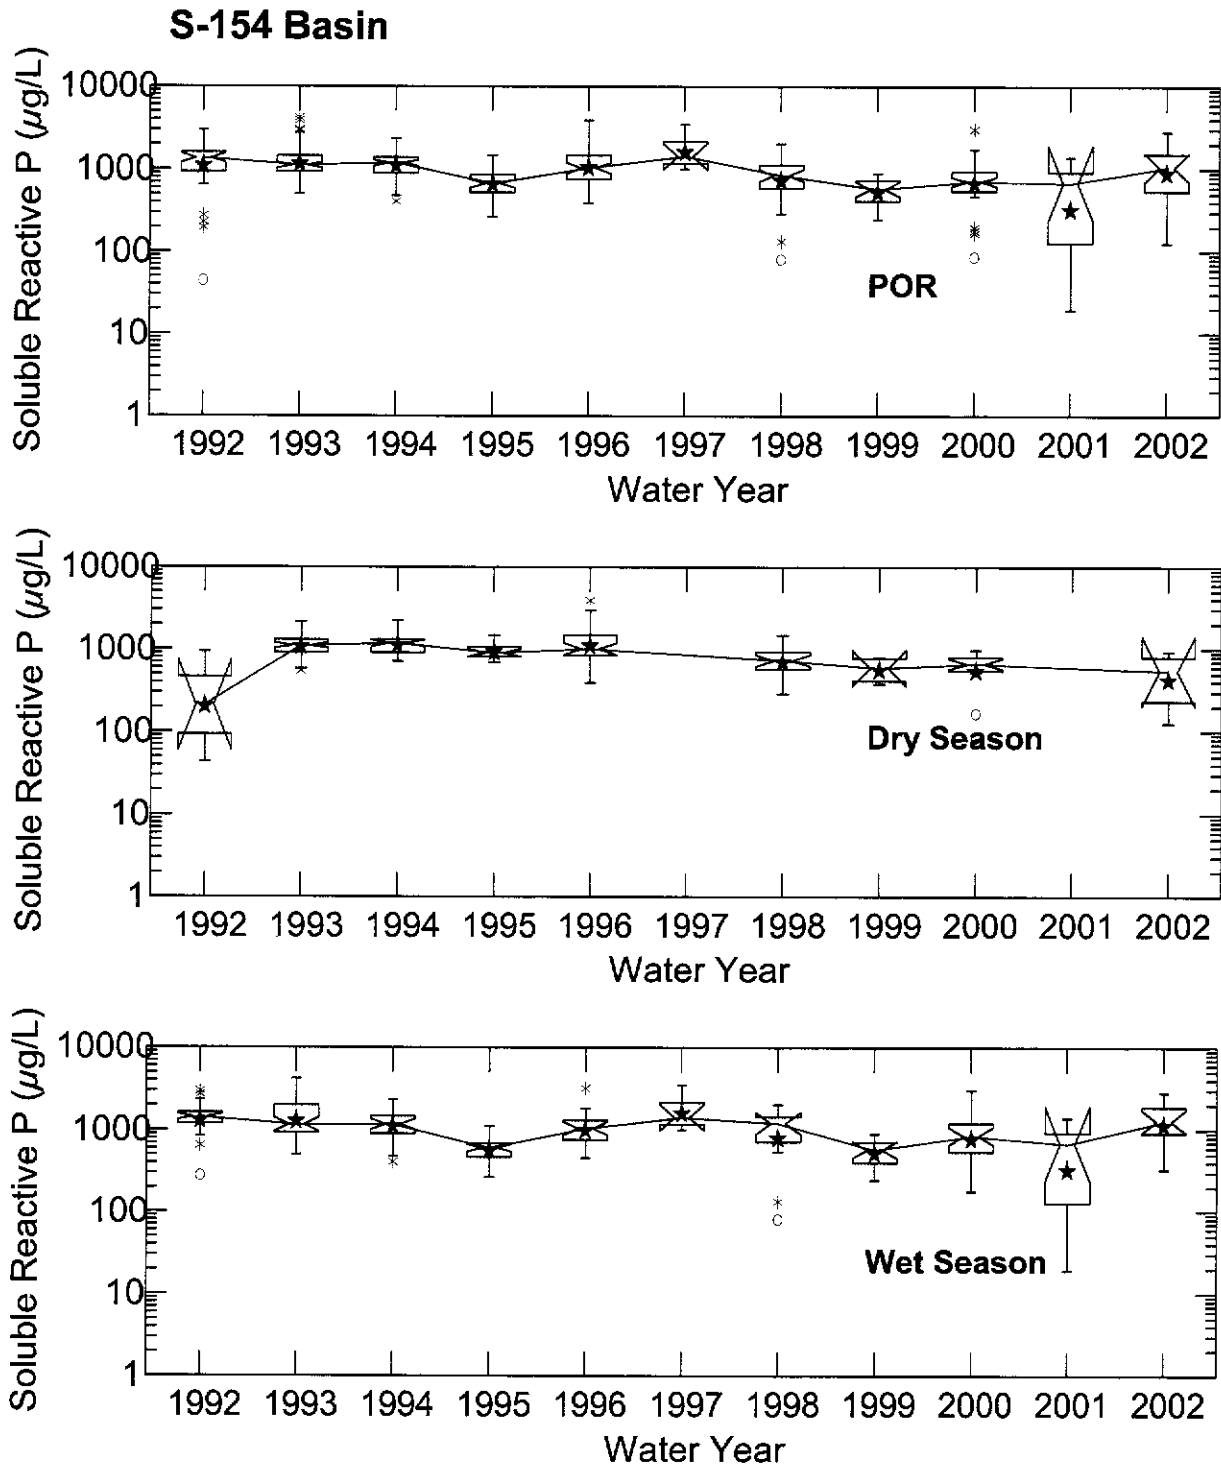 S-154 Basin
Soluble Reactive P (µg/L)
10000
1000
100
10
1
POR
1992 1993 1994 1995 1996 1997 1998 1999 2000 2001 2002
Water Year
Soluble Reactive P (µg/L)
10000
1000
100
10
1
Dry Season
1992 1993 1994 1995 1996 1997 1998 1999 2000 2001 2002
Water Year
Soluble Reactive P (µg/L)
10000
1000
100
10
1
Wet Season
1992 1993 1994 1995 1996 1997 1998 1999 2000 2001 2002
Water Year